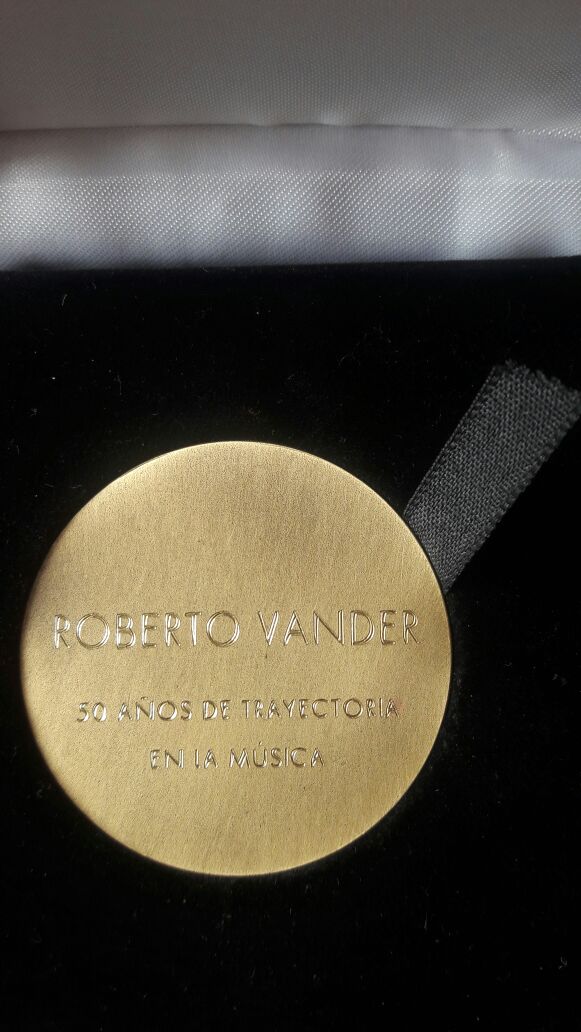 ROBERTO VANDER
50 AÑOS DE TRAYECTORIA
EN LA MÚSICA